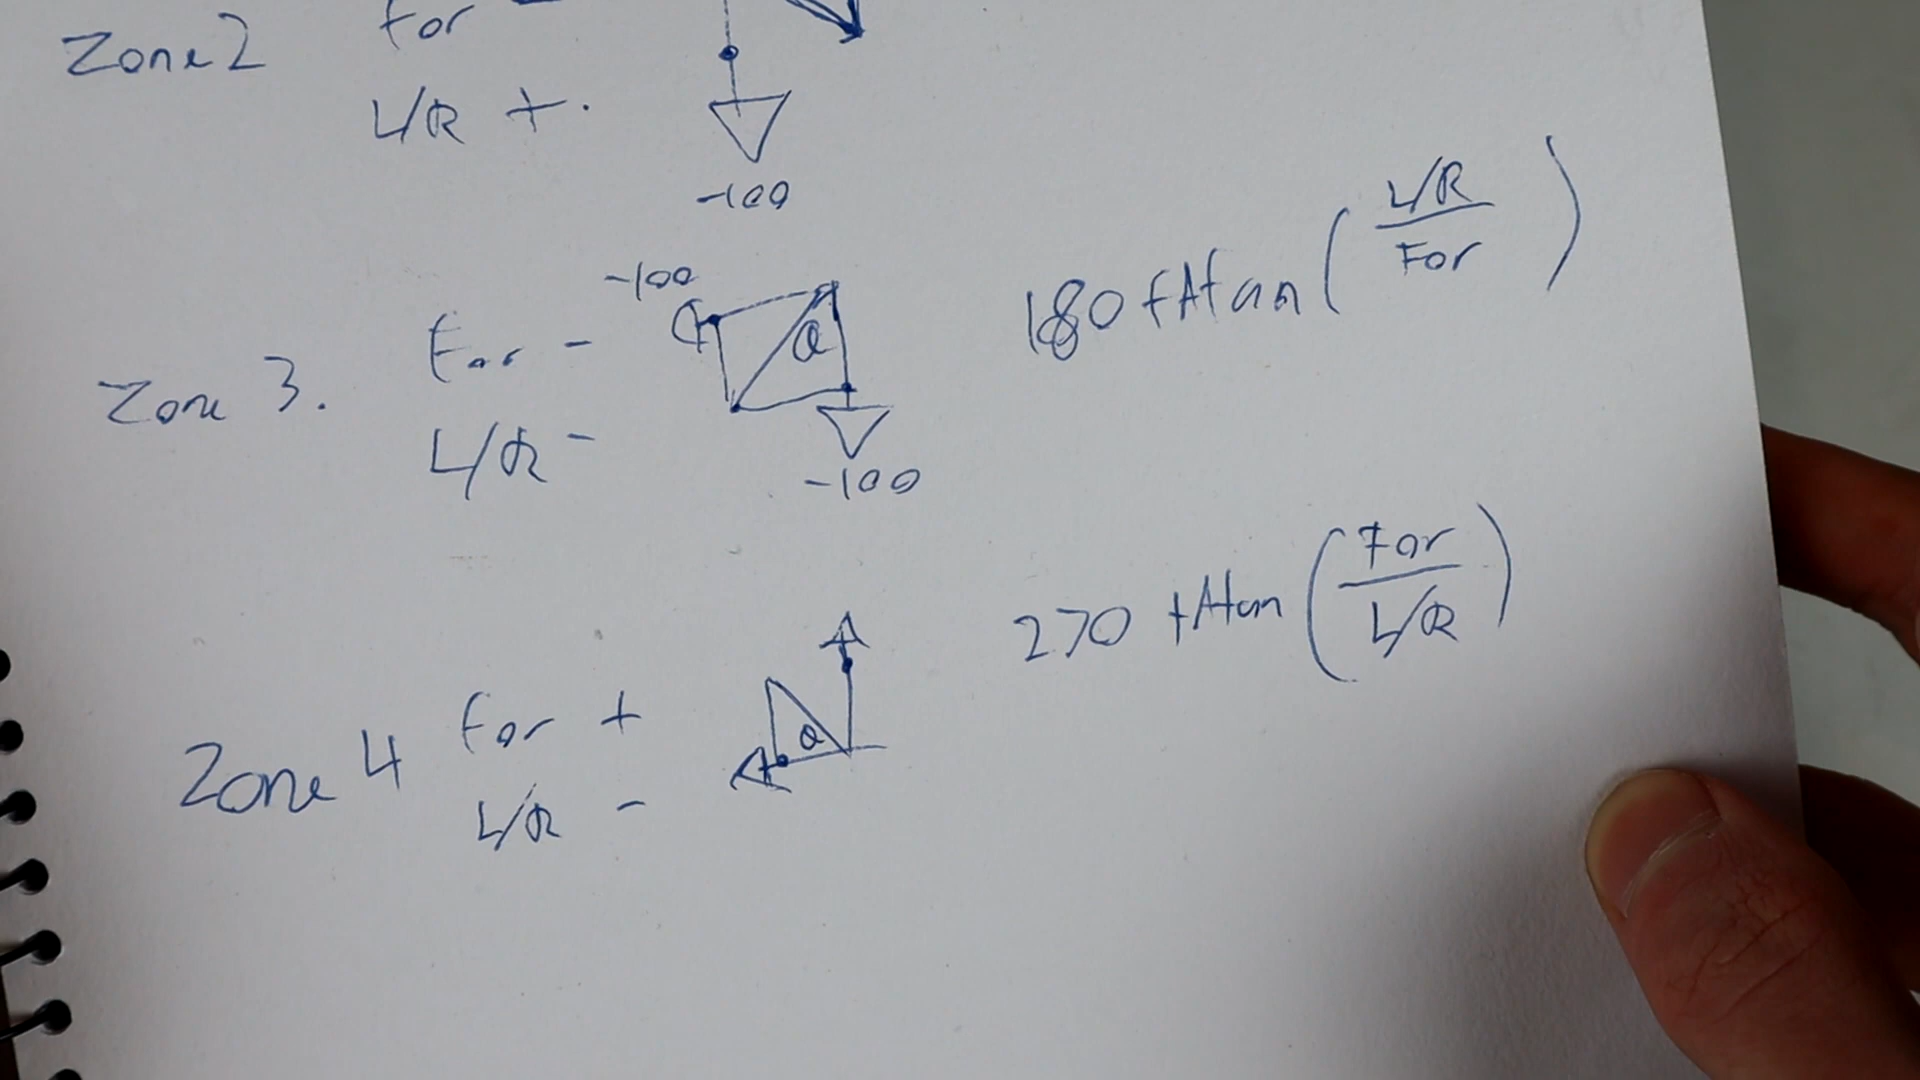 Zone 2 For -
L/R +.
-100
-100
Zone 3. For -
L/R -
θ
-100
180 + Atan ( L/R / For )
Zone 4 For +
L/R -
θ
270 + Atan ( For / L/R )